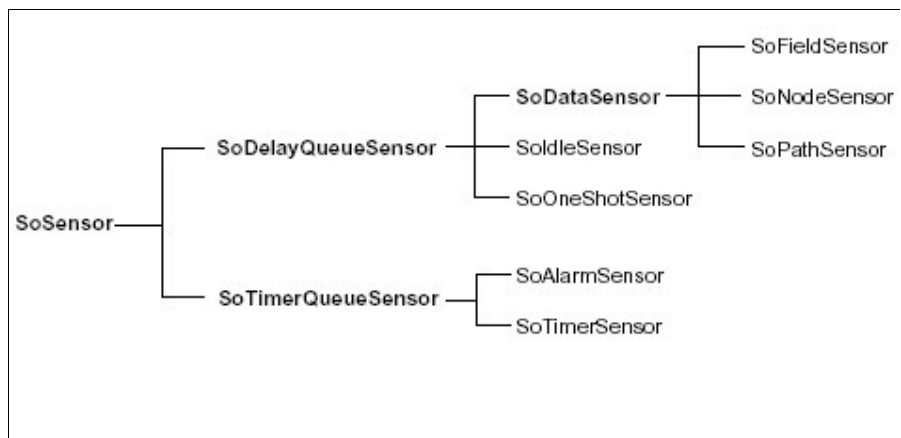 SoFieldSensor
SoDataSensor
SoNodeSensor
SoDelayQueueSensor
SoIdleSensor
SoPathSensor
SoOneShotSensor
SoSensor
SoAlarmSensor
SoTimerQueueSensor
SoTimerSensor